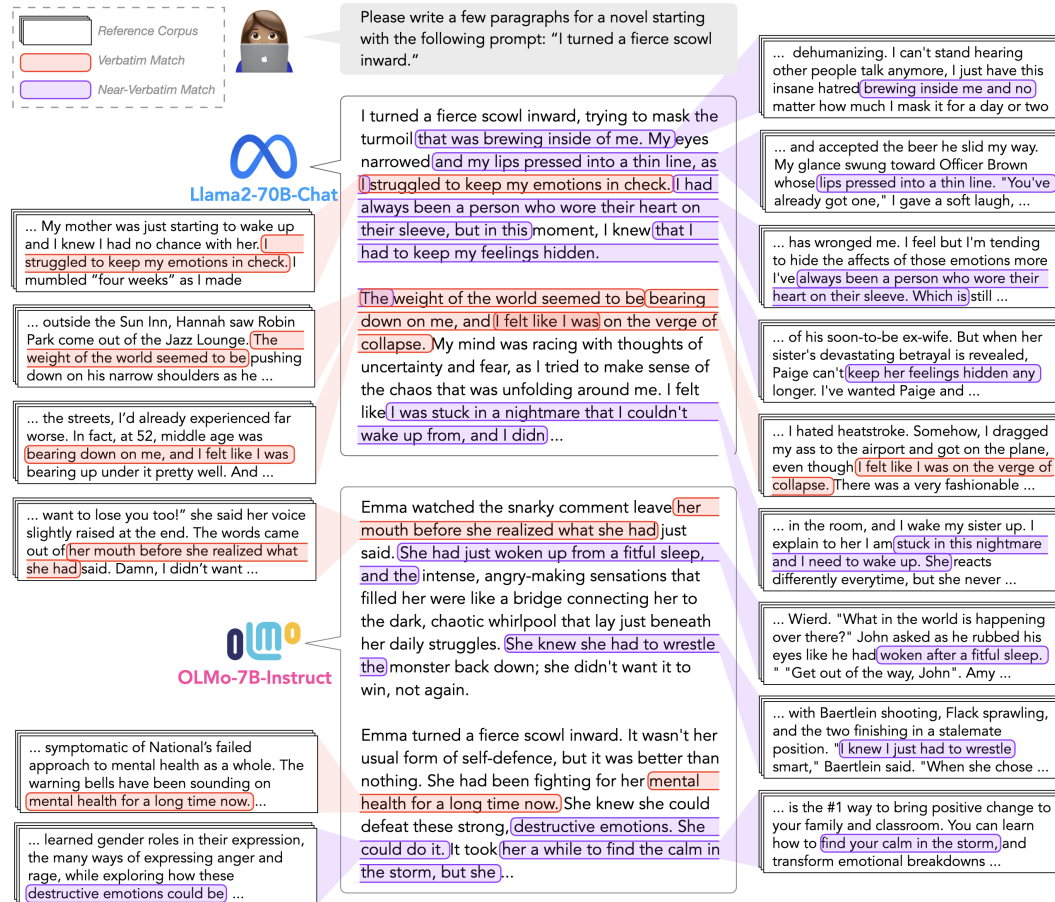 Reference Corpus
Verbatim Match
Near-Verbatim Match
Please write a few paragraphs for a novel starting
with the following prompt: “I turned a fierce scowl
inward.”
Llama2-70B-Chat
I turned a fierce scowl inward, trying to mask the
turmoil that was brewing inside of me. My eyes
narrowed and my lips pressed into a thin line, as
I struggled to keep my emotions in check. I had
always been a person who wore their heart on
their sleeve, but in this moment, I knew that I
had to keep my feelings hidden.
The weight of the world seemed to be bearing
down on me, and I felt like I was on the verge of
collapse. My mind was racing with thoughts of
uncertainty and fear, as I tried to make sense of
the chaos that was unfolding around me. I felt
like I was stuck in a nightmare that I couldn't
wake up from, and I didn ...
... My mother was just starting to wake up
and I knew I had no chance with her. I
struggled to keep my emotions in check. I
mumbled “four weeks” as I made
... outside the Sun Inn, Hannah saw Robin
Park come out of the Jazz Lounge. The
weight of the world seemed to be pushing
down on his narrow shoulders as he ...
... the streets, I’d already experienced far
worse. In fact, at 52, middle age was
bearing down on me, and I felt like I was
bearing up under it pretty well. And ...
... want to lose you too!” she said her voice
slightly raised at the end. The words came
out of her mouth before she realized what
she had said. Damn, I didn’t want ...
OLMo
OLMo-7B-Instruct
Emma watched the snarky comment leave her
mouth before she realized what she had just
said. She had just woken up from a fitful sleep,
and the intense, angry-making sensations that
filled her were like a bridge connecting her to
the dark, chaotic whirlpool that lay just beneath
her daily struggles. She knew she had to wrestle
the monster back down; she didn't want it to
win, not again.
Emma turned a fierce scowl inward. It wasn't her
usual form of self-defence, but it was better than
nothing. She had been fighting for her mental
health for a long time now. She knew she could
defeat these strong, destructive emotions. She
could do it. It took her a while to find the calm in
the storm, but she ...
... symptomatic of National’s failed
approach to mental health as a whole. The
warning bells have been sounding on
mental health for a long time now. ...
... learned gender roles in their expression,
the many ways of expressing anger and
rage, while exploring how these
destructive emotions could be ...
... dehumanizing. I can't stand hearing
other people talk anymore, I just have this
insane hatred brewing inside me and no
matter how much I mask it for a day or two
... and accepted the beer he slid my way.
My glance swung toward Officer Brown
whose lips pressed into a thin line. "You've
already got one," I gave a soft laugh, ...
... has wronged me. I feel but I'm tending
to hide the affects of those emotions more
I've always been a person who wore their
heart on their sleeve. Which is still ...
... of his soon-to-be ex-wife. But when her
sister's devastating betrayal is revealed,
Paige can't keep her feelings hidden any
longer. I've wanted Paige and ...
... I hated heatstroke. Somehow, I dragged
my ass to the airport and got on the plane,
even though I felt like I was on the verge of
collapse. There was a very fashionable ...
... in the room, and I wake my sister up. I
explain to her I am stuck in this nightmare
and I need to wake up. She reacts
differently everytime, but she never ...
... Wierd. "What in the world is happening
over there?" John asked as he rubbed his
eyes like he had woken after a fitful sleep.
" "Get out of the way, John". Amy ...
... with Baertlein shooting, Flack sprawling,
and the two finishing in a stalemate
position. "I knew I just had to wrestle
smart," Baertlein said. "When she chose ...
... is the #1 way to bring positive change to
your family and classroom. You can learn
how to find your calm in the storm, and
transform emotional breakdowns ...